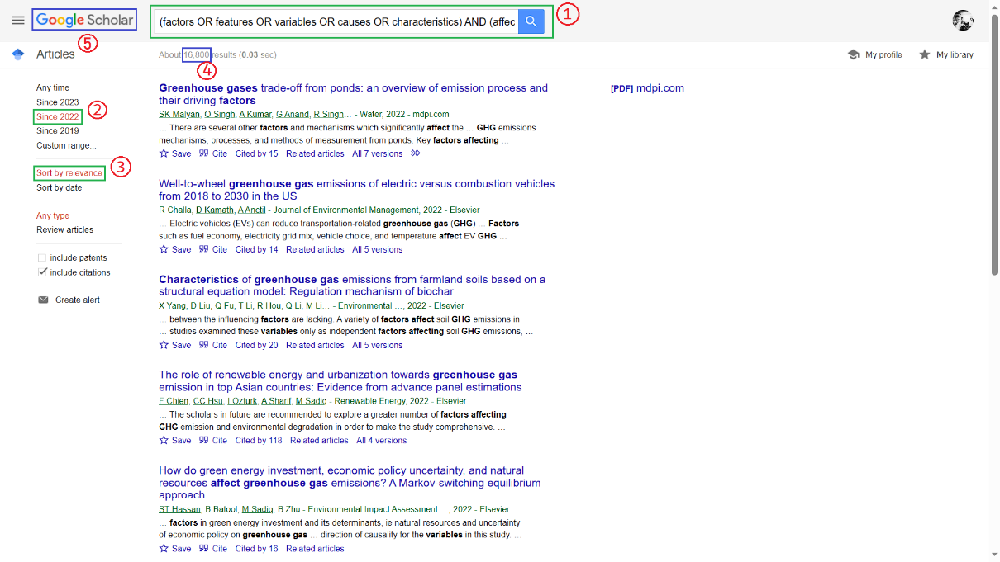 Google Scholar
(factors OR features OR variables OR causes OR characteristics) AND (affec
①
⑤
Articles
About 16,800 results (0.03 sec)
④
My profile
My library
Any time
Since 2023
Since 2022
②
Since 2019
Custom range...
Sort by relevance
③
Sort by date
Any type
Review articles
include patents
include citations
Create alert
Greenhouse gases trade-off from ponds: an overview of emission process and
their driving factors
SK Malyan, O Singh, A Kumar, G Anand, R Singh… - Water, 2022 - mdpi.com
… There are several other factors and mechanisms which significantly affect the … GHG emissions
mechanisms, processes, and methods of measurement from ponds. Key factors affecting …
Save Cite Cited by 15 Related articles All 7 versions
[PDF] mdpi.com
Well-to-wheel greenhouse gas emissions of electric versus combustion vehicles
from 2018 to 2030 in the US
R Challa, D Kamath, A Anctil - Journal of Environmental Management, 2022 - Elsevier
… Electric vehicles (EVs) can reduce transportation-related greenhouse gas (GHG) … Factors
such as fuel economy, electricity grid mix, vehicle choice, and temperature affect EV GHG …
Save Cite Cited by 14 Related articles All 5 versions
Characteristics of greenhouse gas emissions from farmland soils based on a
structural equation model: Regulation mechanism of biochar
X Yang, D Liu, Q Fu, T Li, R Hou, Q Li, M Li… - Environmental …, 2022 - Elsevier
… between the influencing factors are lacking. A variety of factors affect soil GHG emissions in
… studies examined these variables only as independent factors affecting soil GHG emissions, …
Save Cite Cited by 20 Related articles All 5 versions
The role of renewable energy and urbanization towards greenhouse gas
emission in top Asian countries: Evidence from advance panel estimations
F Chien, CC Hsu, I Ozturk, A Sharif, M Sadiq - Renewable Energy, 2022 - Elsevier
… The scholars in future are recommended to explore a greater number of factors affecting
GHG emission and environmental degradation in order to make the study comprehensive. …
Save Cite Cited by 118 Related articles All 4 versions
How do green energy investment, economic policy uncertainty, and natural
resources affect greenhouse gas emissions? A Markov-switching equilibrium
approach
ST Hassan, B Batool, M Sadiq, B Zhu - Environmental Impact Assessment …, 2022 - Elsevier
… factors in green energy investment and its determinants, ie natural resources and uncertainty
of economic policy on greenhouse gas … direction of causality for the variables in this study. …
Save Cite Cited by 16 Related articles